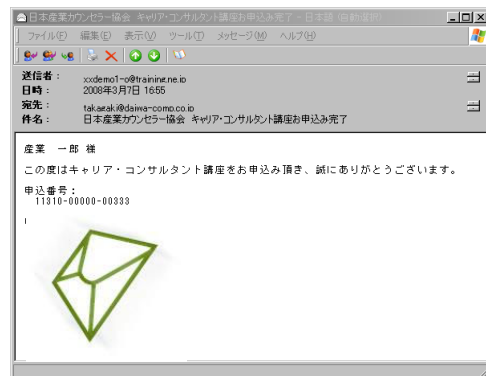 日本産業カウンセラー協会 キャリア・コンサルタント講座お申込み完了 - 日本語 (自動選択)
ファイル(F) 編集(E) 表示(V) ツール(T) メッセージ(M) ヘルプ(H)
送信者: xxdemo1-o@training.ne.jp
日時: 2008年3月7日 16:55
宛先: takagaki@daiwa-comp.co.jp
件名: 日本産業カウンセラー協会 キャリア・コンサルタント講座お申込み完了
産業 一郎 様
この度はキャリア・コンサルタント講座をお申込み頂き、誠にありがとうございます。
申込番号:
11310-00000-00333